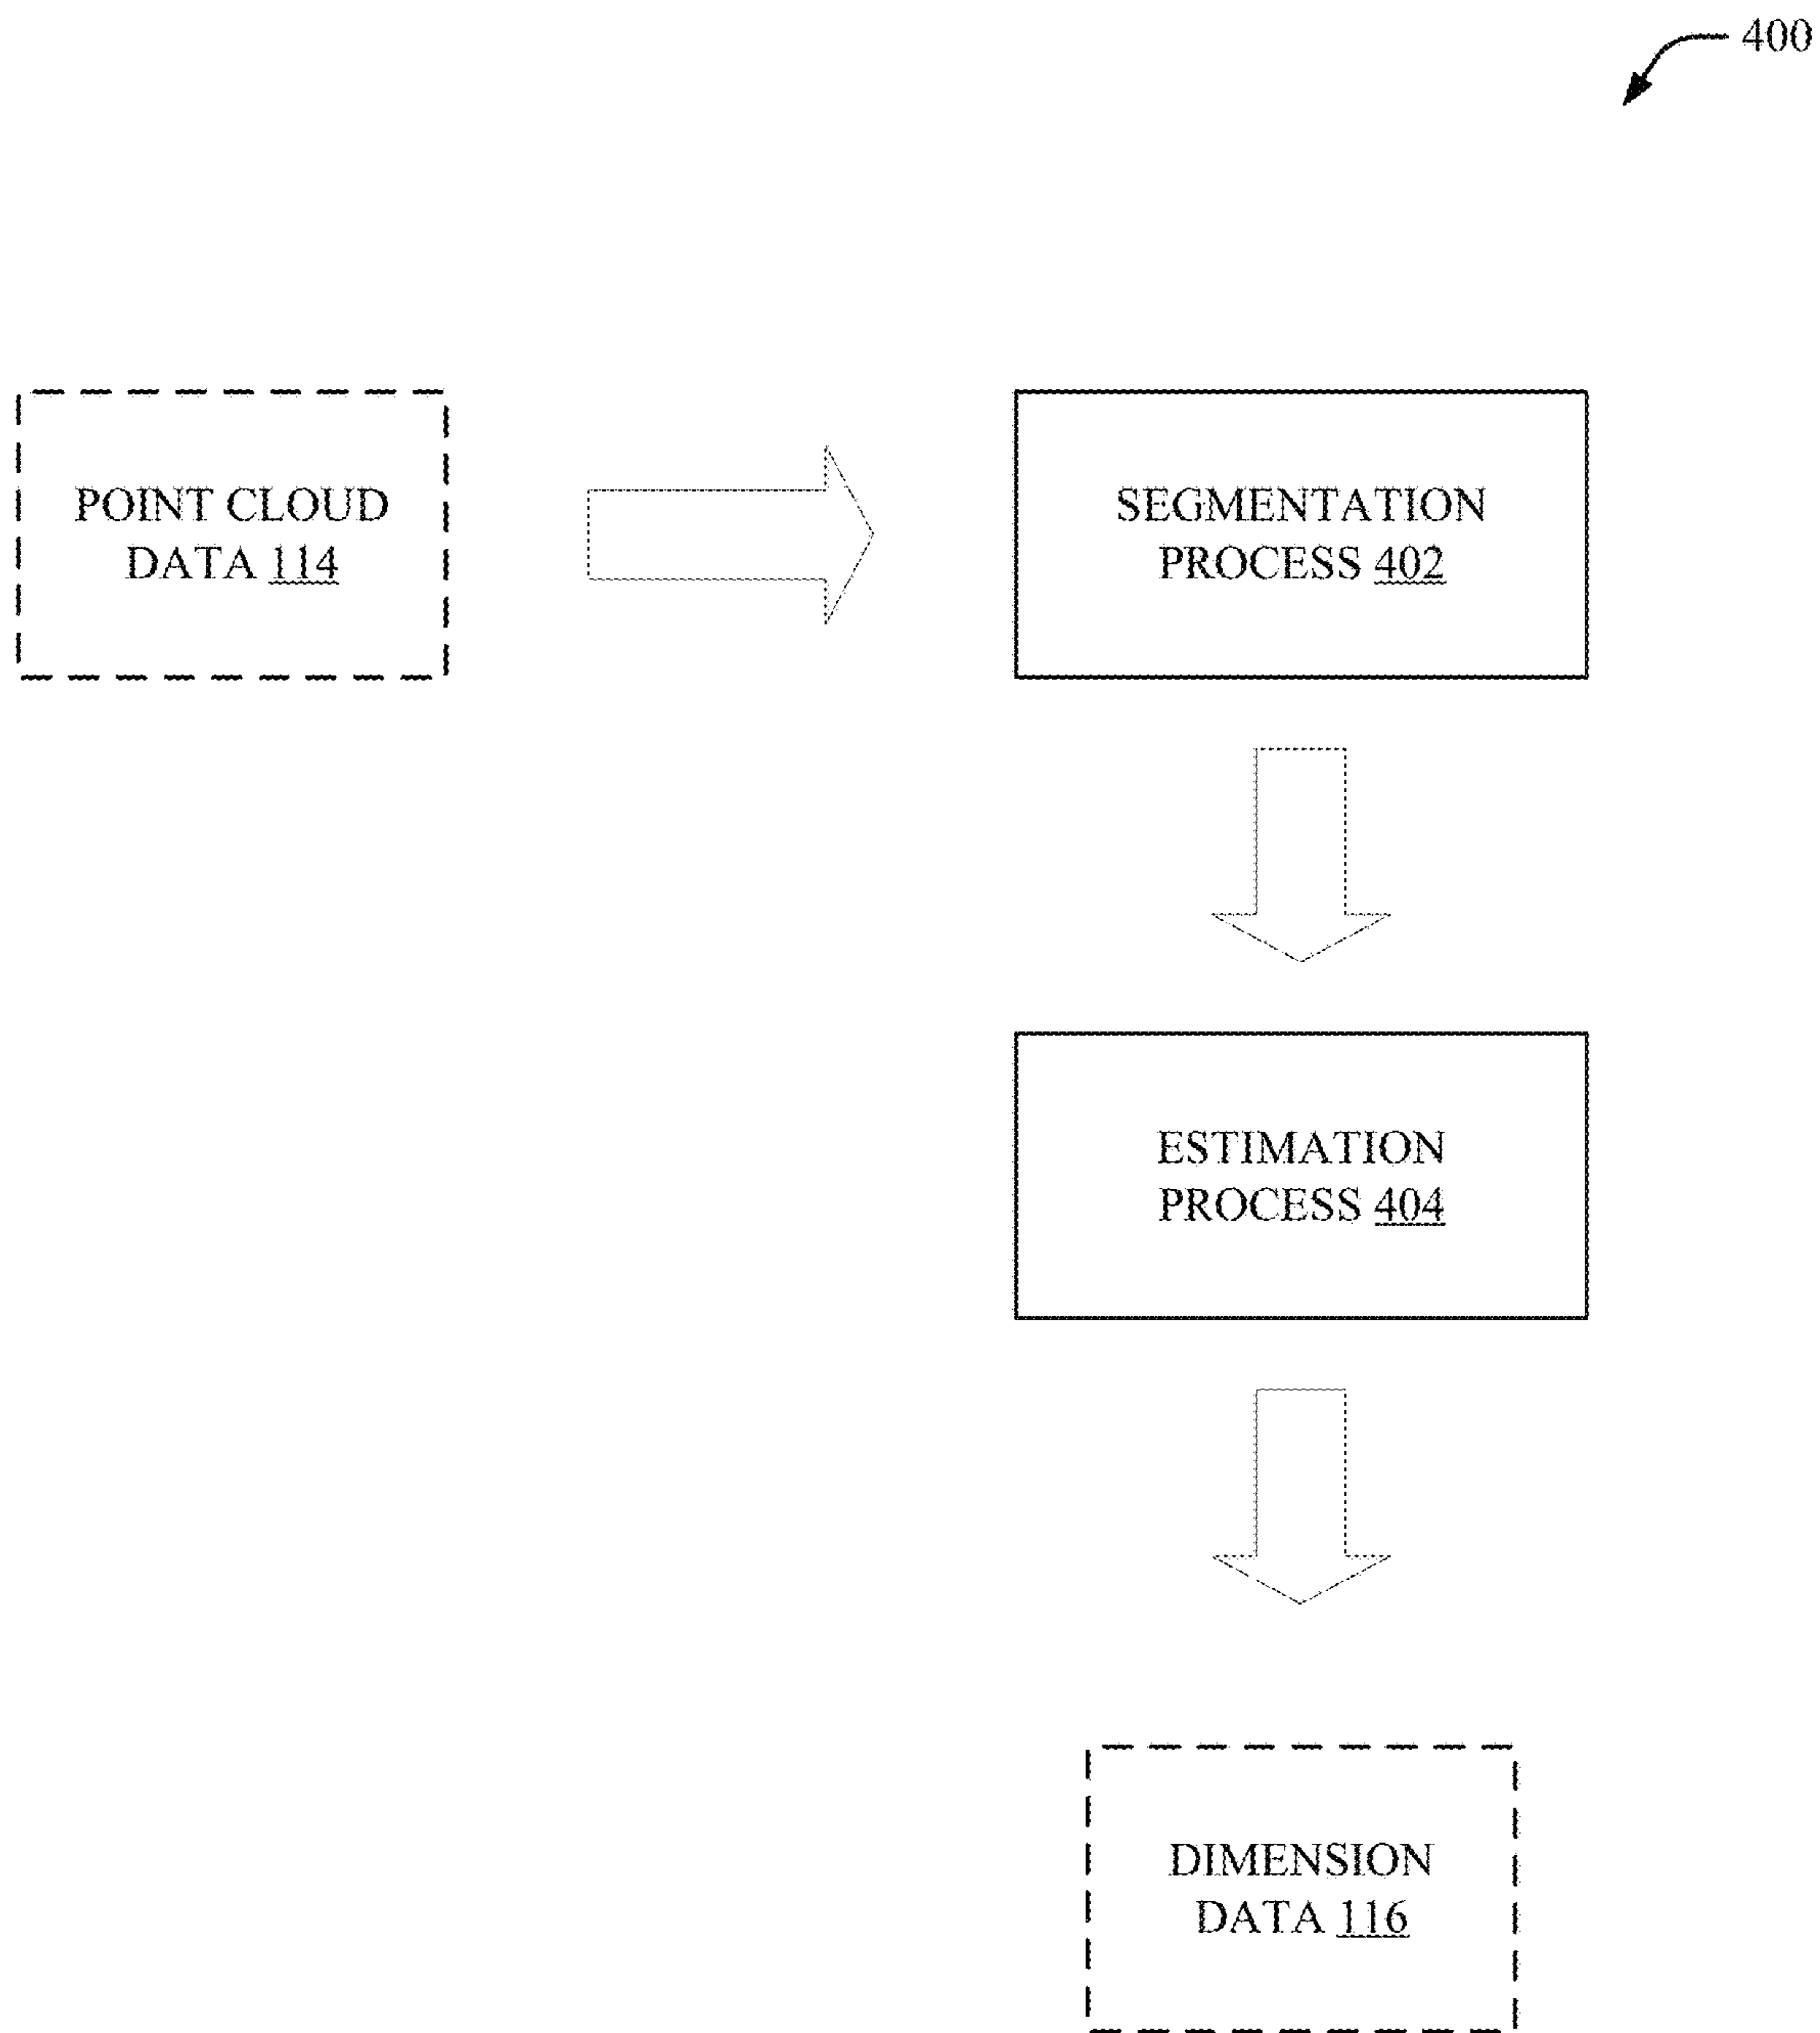 400
POINT CLOUD
DATA 114
SEGMENTATION
PROCESS 402
ESTIMATION
PROCESS 404
DIMENSION
DATA 116